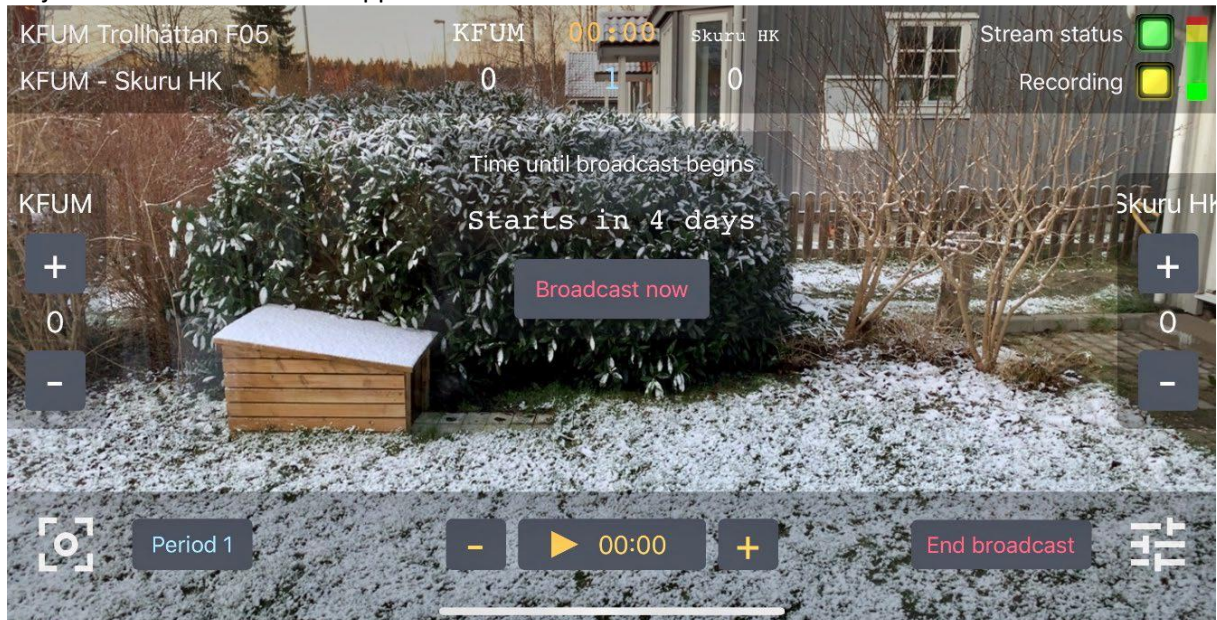 KFUM Trollhättan F05
KFUM 00:00 Skuru HK
Stream status
KFUM - Skuru HK
0 1 0
Recording
Time until broadcast begins
KFUM
Skuru HK
Starts in 4 days
+
+
Broadcast now
0
0
-
-
Period 1
- 00:00 +
End broadcast